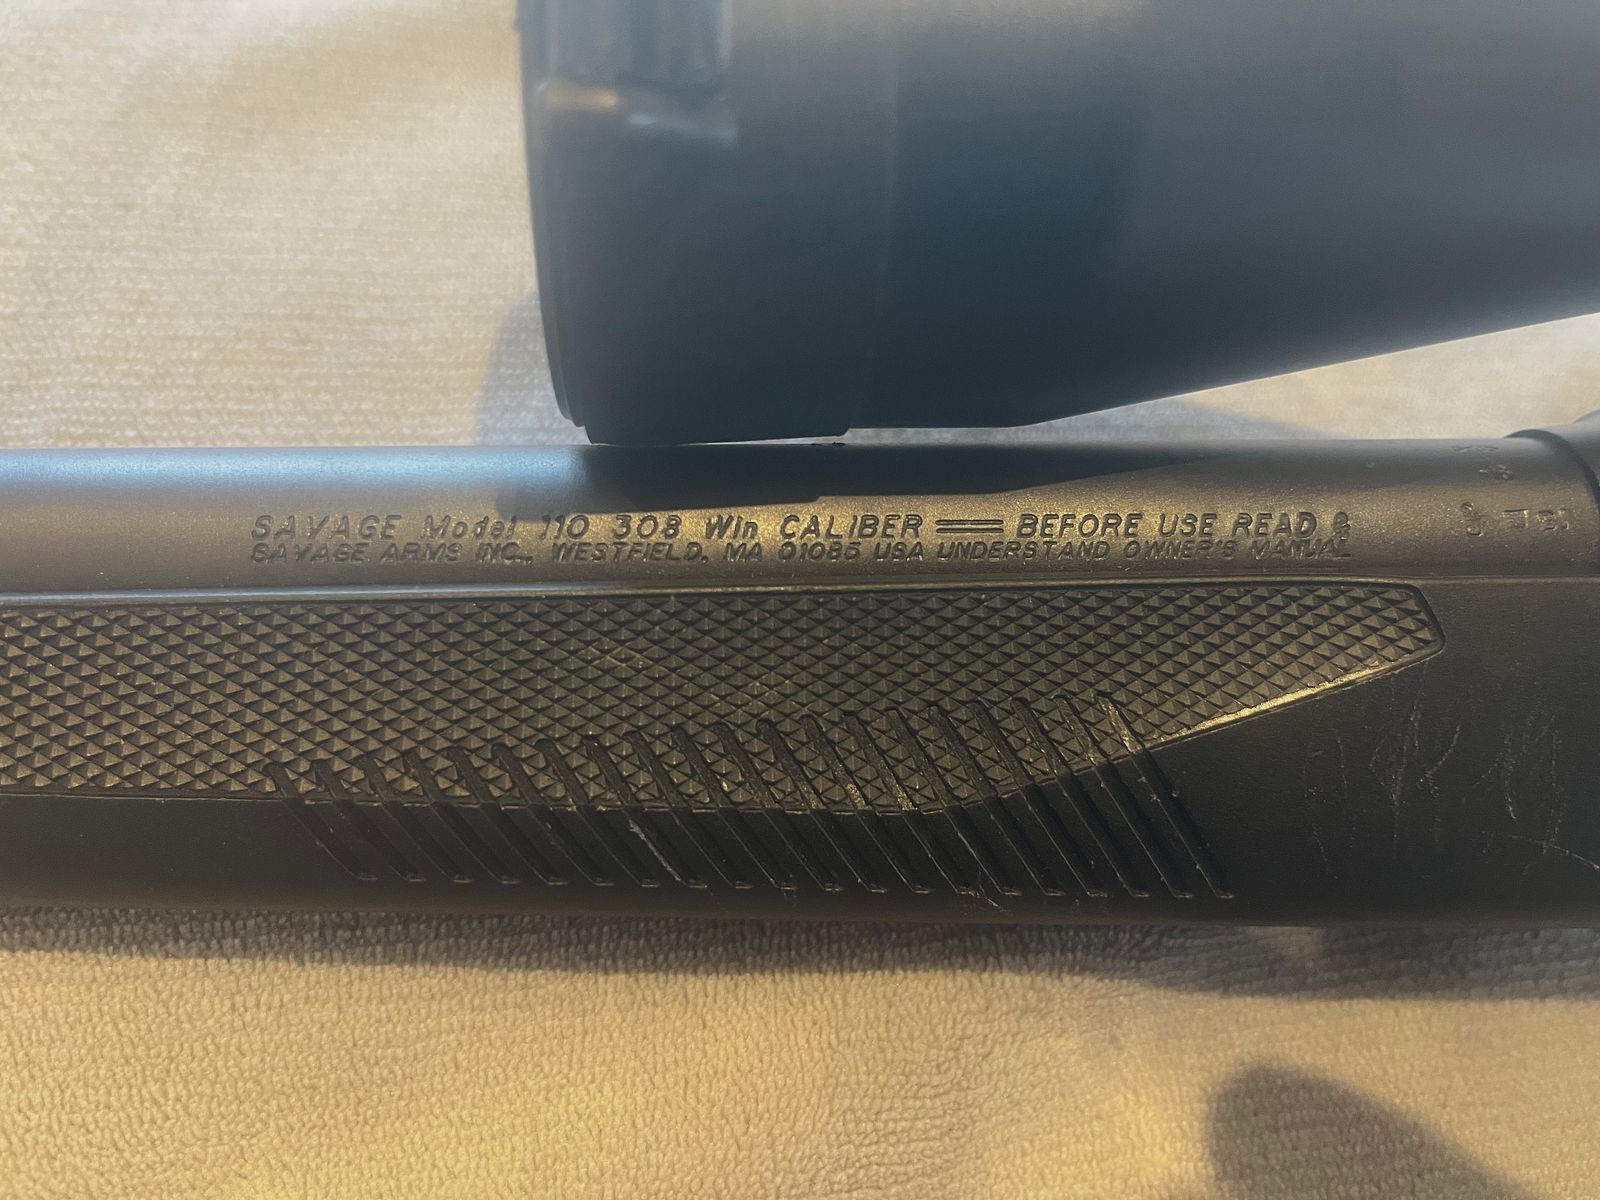 SAVAGE Model 110 308 Win CALIBER BEFORE USE READ &
SAVAGE ARMS INC., WESTFIELD, MA 01085 USA UNDERSTAND OWNER'S MANUAL